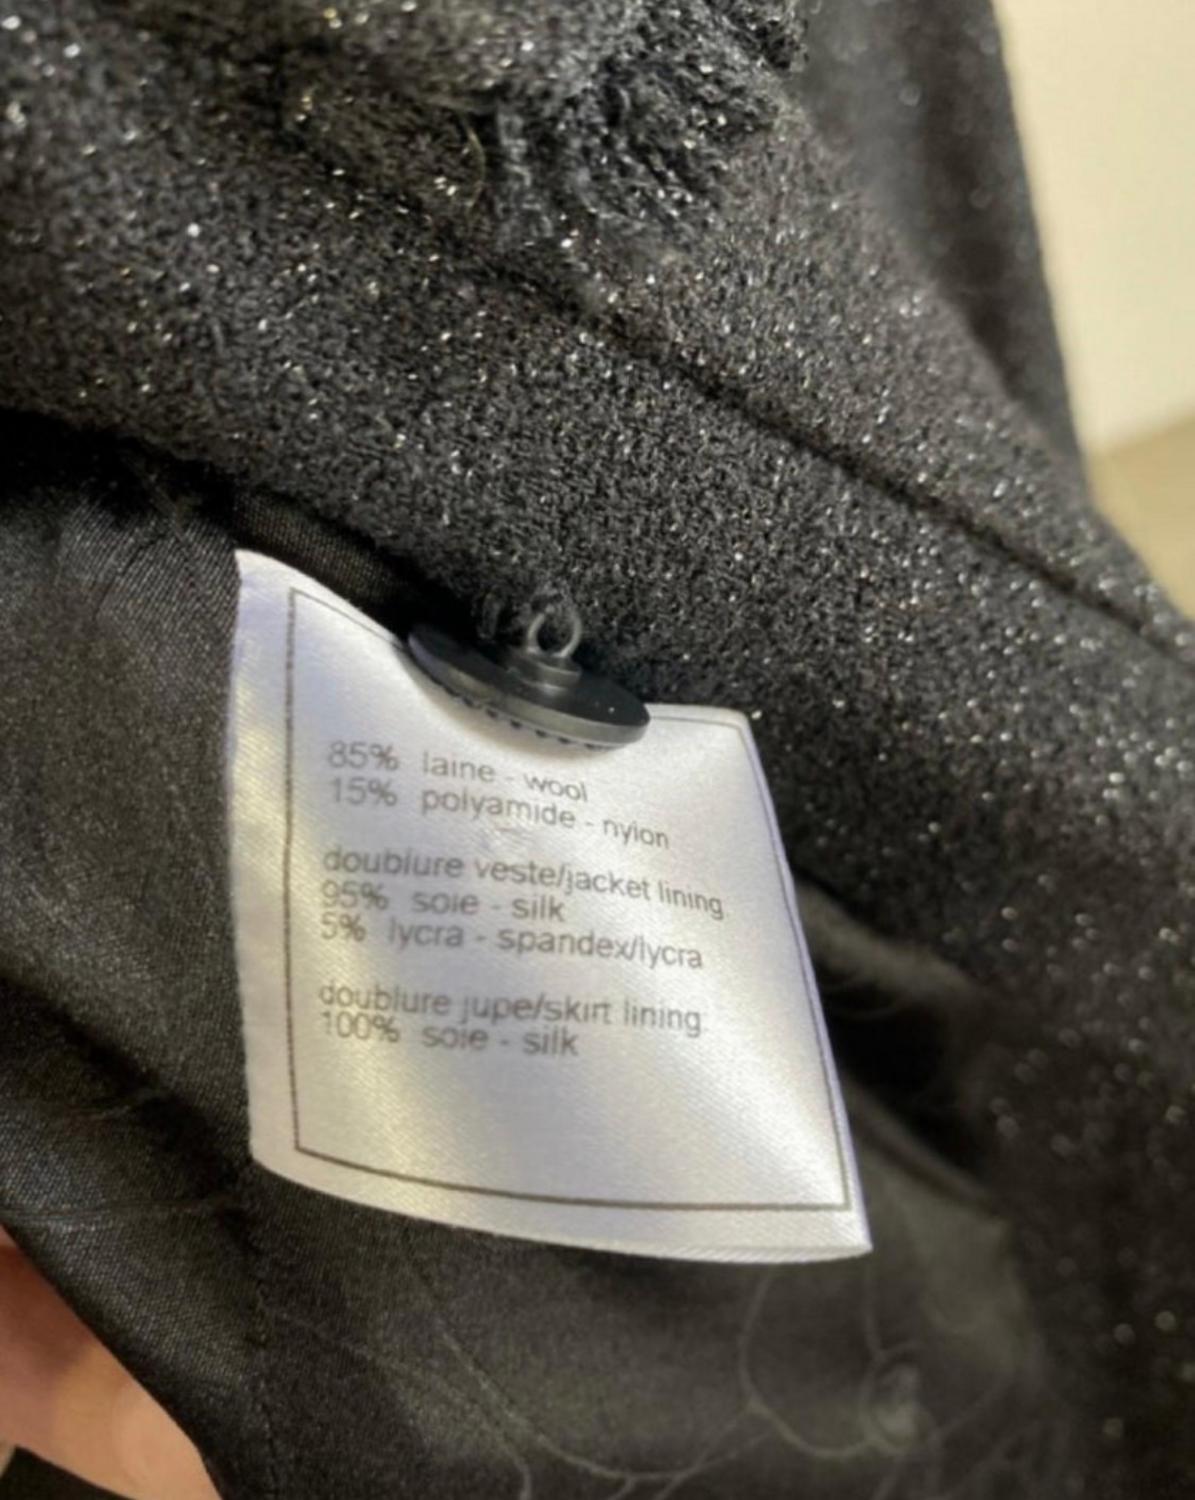 85% laine - wool
15% polyamide - nylon
doublure veste/jacket lining
95% soie - silk
5% lycra - spandex/lycra
doublure jupe/skirt lining
100% soie - silk